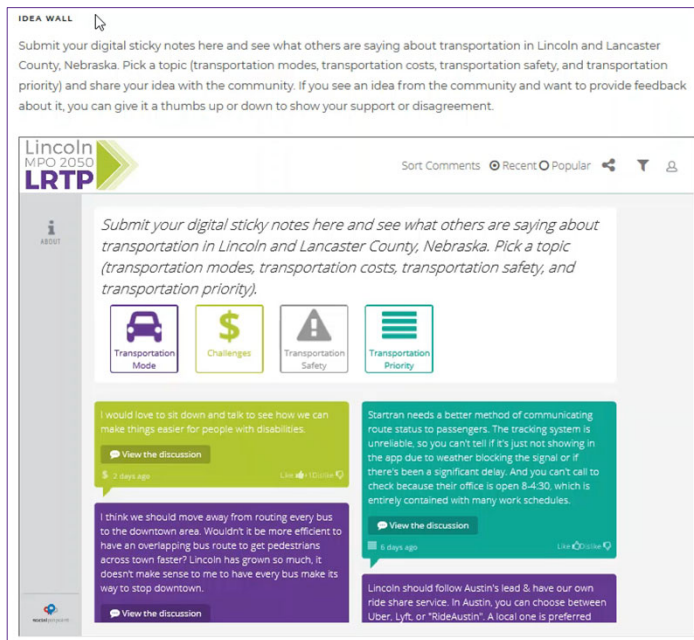 IDEA WALL
Submit your digital sticky notes here and see what others are saying about transportation in Lincoln and Lancaster
County, Nebraska. Pick a topic (transportation modes, transportation costs, transportation safety, and transportation
priority) and share your idea with the community. If you see an idea from the community and want to provide feedback
about it, you can give it a thumbs up or down to show your support or disagreement.
Lincoln
MPO 2050
LRTP
Sort Comments Recent Popular
ABOUT
Submit your digital sticky notes here and see what others are saying about
transportation in Lincoln and Lancaster County, Nebraska. Pick a topic
(transportation modes, transportation costs, transportation safety, and
transportation priority).
Transportation
Mode
$
Challenges
Transportation
Safety
Transportation
Priority
I would love to sit down and talk to see how we can
make things easier for people with disabilities.
View the discussion
$ 2 days ago
Like +1 Dislike
I think we should move away from routing every bus
to the downtown area. Wouldn't it be more efficient to
have an overlapping bus route to get pedestrians
across town faster? Lincoln has grown so much, it
doesn't make sense to me to have every bus make its
way to stop downtown.
View the discussion
Startran needs a better method of communicating
route status to passengers. The tracking system is
unreliable, so you can't tell if it's just not showing in
the app due to weather blocking the signal or if
there's been a significant delay. And you can't call to
check because their office is open 8-4:30, which is
entirely contained with many work schedules.
View the discussion
6 days ago
Like Dislike
Lincoln should follow Austin's lead & have our own
ride share service. In Austin, you can choose between
Uber, Lyft, or "RideAustin". A local one is preferred